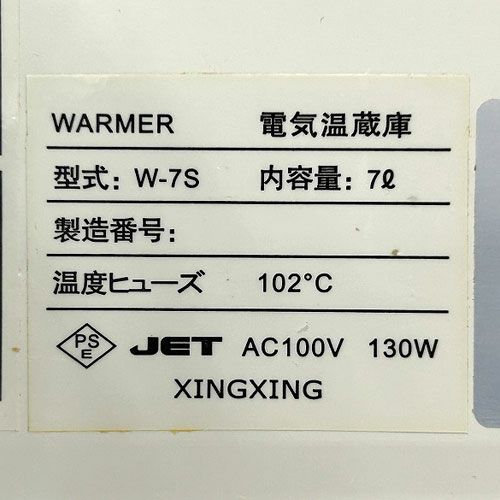 WARMER 電気温蔵庫
型式: W-7S 内容量: 7ℓ
製造番号:
温度ヒューズ 102°C
PS E JET AC100V 130W
XINGXING